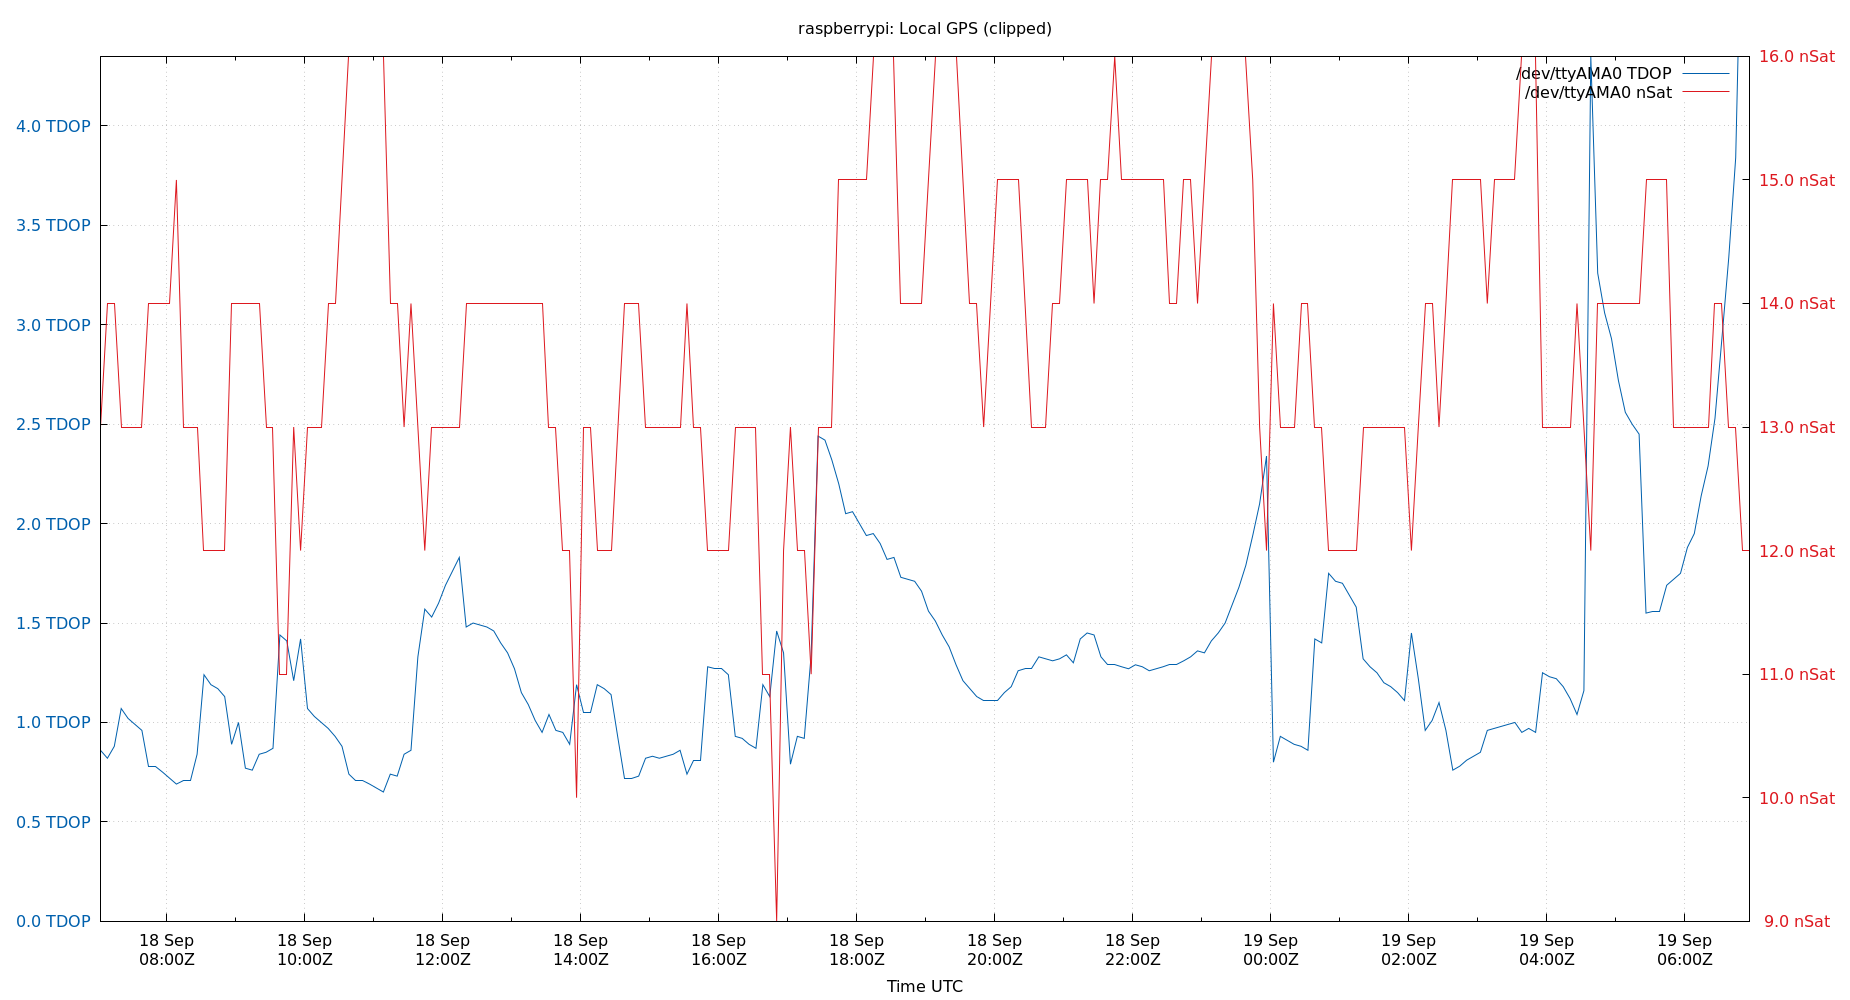 raspberrypi: Local GPS (clipped)
/dev/ttyAMA0 TDOP
/dev/ttyAMA0 nSat
4.0 TDOP
3.5 TDOP
3.0 TDOP
2.5 TDOP
2.0 TDOP
1.5 TDOP
1.0 TDOP
0.5 TDOP
0.0 TDOP
16.0 nSat
15.0 nSat
14.0 nSat
13.0 nSat
12.0 nSat
11.0 nSat
10.0 nSat
9.0 nSat
18 Sep 18 Sep 18 Sep 18 Sep 18 Sep 18 Sep 18 Sep 18 Sep 19 Sep 19 Sep 19 Sep 19 Sep
08:00Z 10:00Z 12:00Z 14:00Z 16:00Z 18:00Z 20:00Z 22:00Z 00:00Z 02:00Z 04:00Z 06:00Z
Time UTC